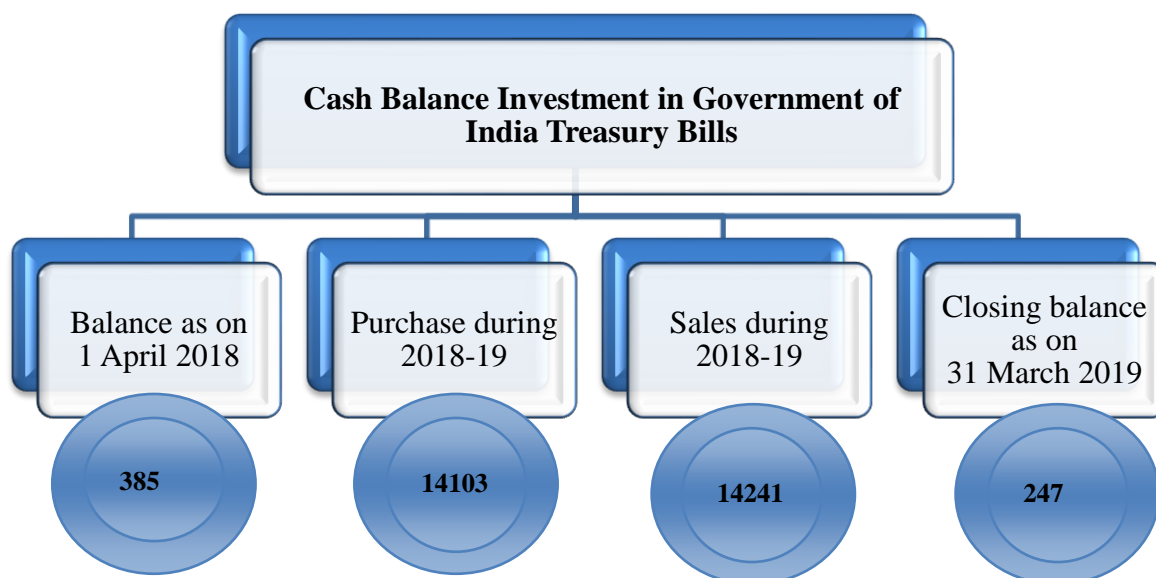 Cash Balance Investment in Government of
India Treasury Bills
Balance as on
1 April 2018
Purchase during
2018-19
Sales during
2018-19
Closing balance
as on
31 March 2019
385
14103
14241
247